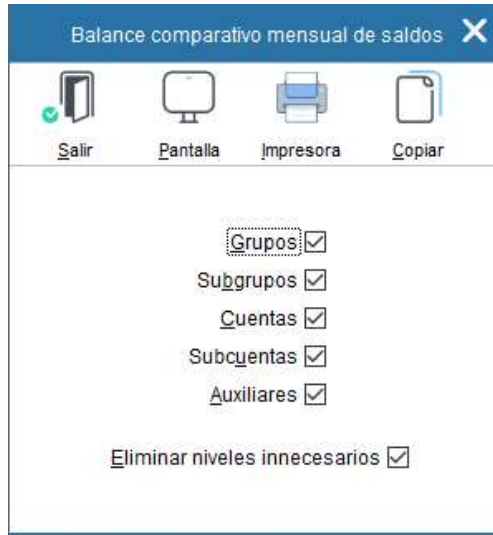 Balance comparativo mensual de saldos
Salir Pantalla Impresora Copiar
Grupos
Subgrupos
Cuentas
Subcuentas
Auxiliares
Eliminar niveles innecesarios